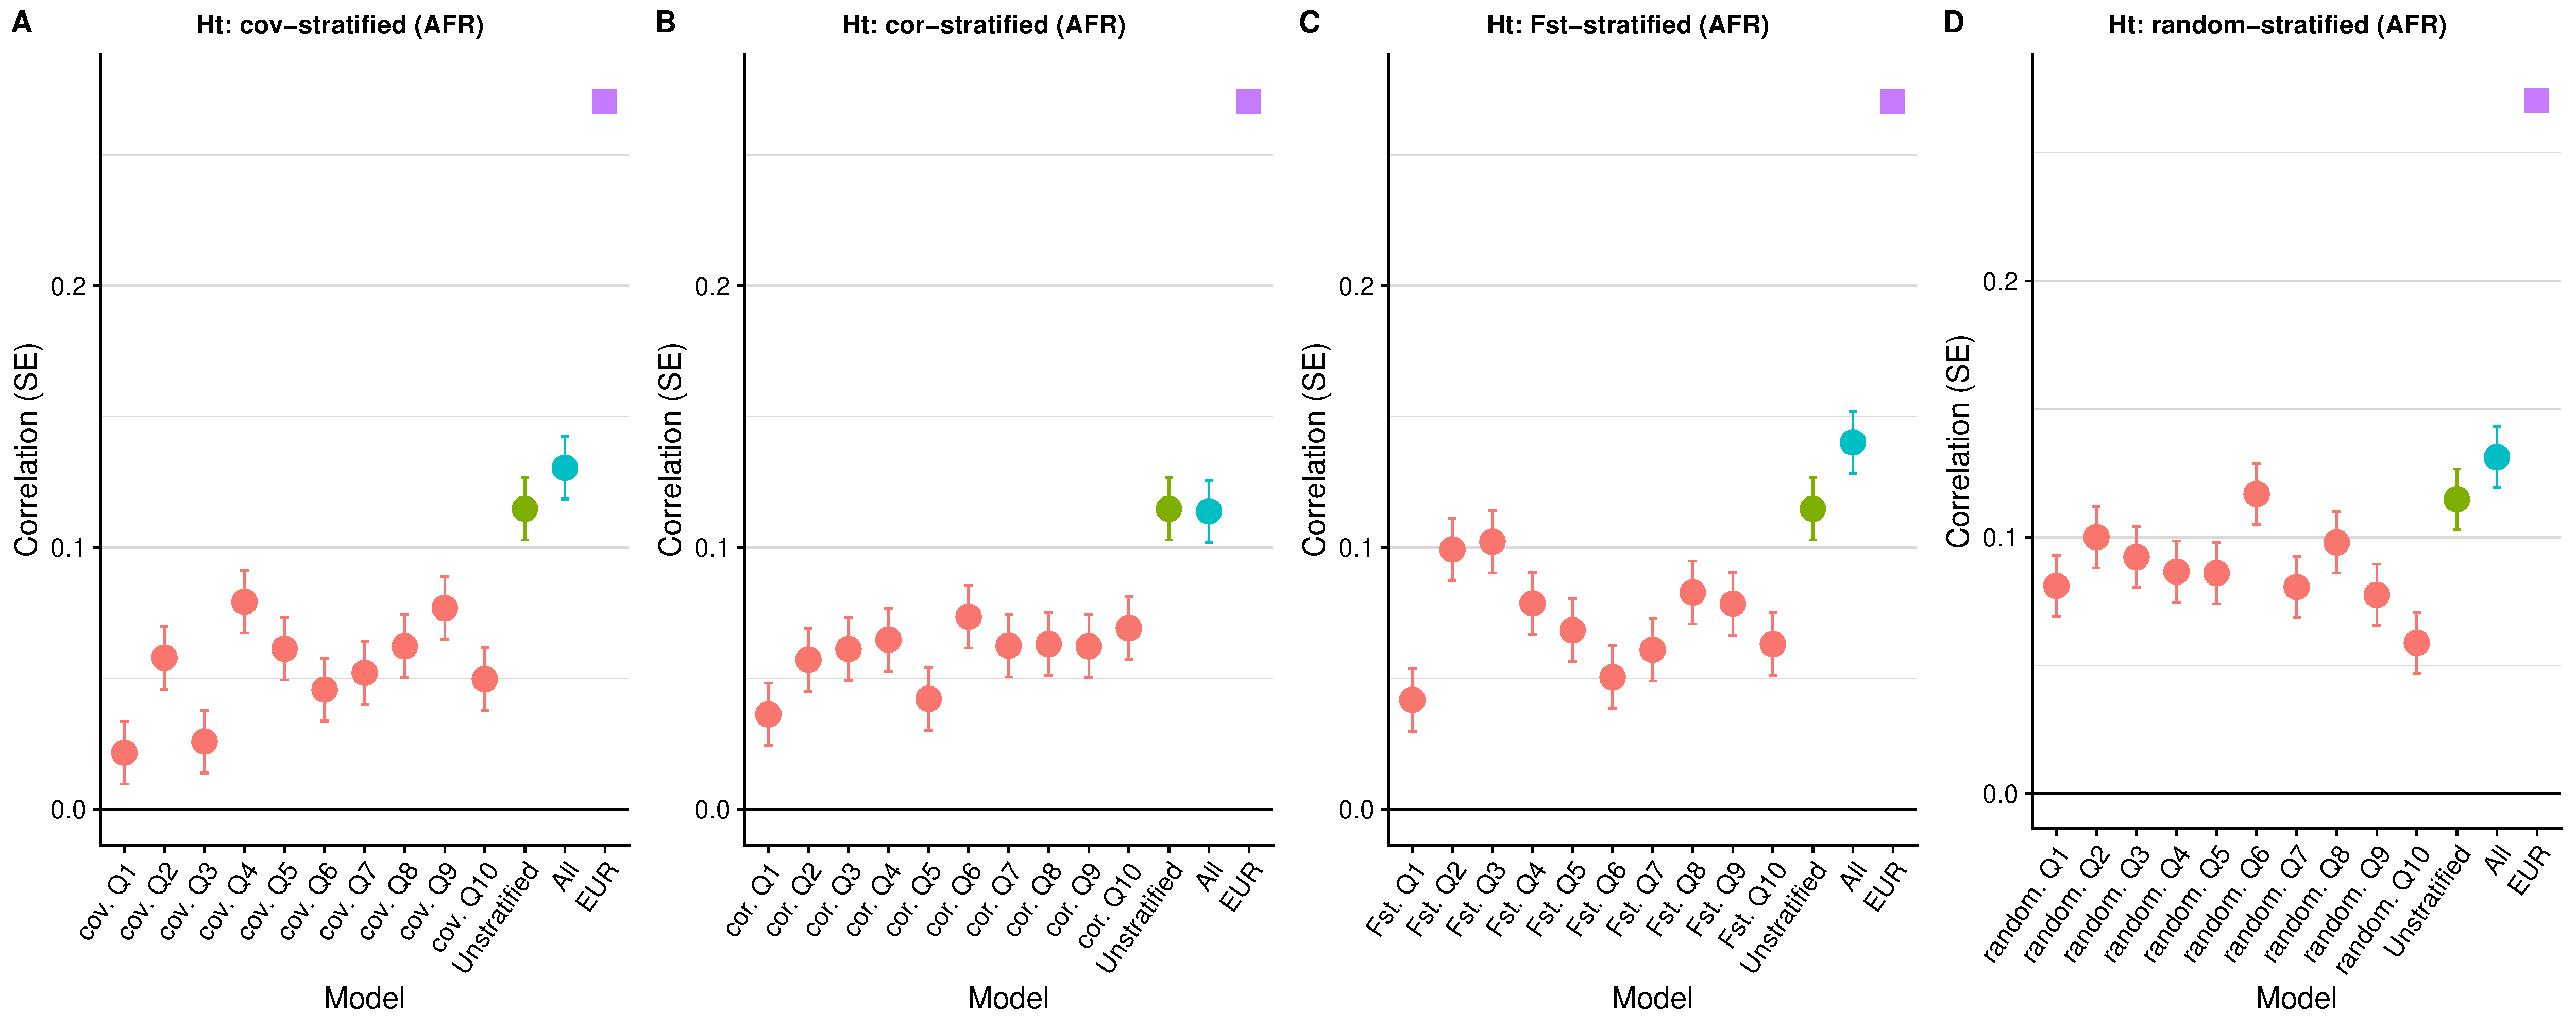 A
Ht: cov−stratified (AFR)
Correlation (SE)
0.2
0.1
0.0
cov. Q1
cov. Q2
cov. Q3
cov. Q4
cov. Q5
cov. Q6
cov. Q7
cov. Q8
cov. Q9
cov. Q10
Unstratified
All
EUR
Model
B
Ht: cor−stratified (AFR)
Correlation (SE)
0.2
0.1
0.0
cor. Q1
cor. Q2
cor. Q3
cor. Q4
cor. Q5
cor. Q6
cor. Q7
cor. Q8
cor. Q9
cor. Q10
Unstratified
All
EUR
Model
C
Ht: Fst−stratified (AFR)
Correlation (SE)
0.2
0.1
0.0
Fst. Q1
Fst. Q2
Fst. Q3
Fst. Q4
Fst. Q5
Fst. Q6
Fst. Q7
Fst. Q8
Fst. Q9
Fst. Q10
Unstratified
All
EUR
Model
D
Ht: random−stratified (AFR)
Correlation (SE)
0.2
0.1
0.0
random. Q1
random. Q2
random. Q3
random. Q4
random. Q5
random. Q6
random. Q7
random. Q8
random. Q9
random. Q10
Unstratified
All
EUR
Model